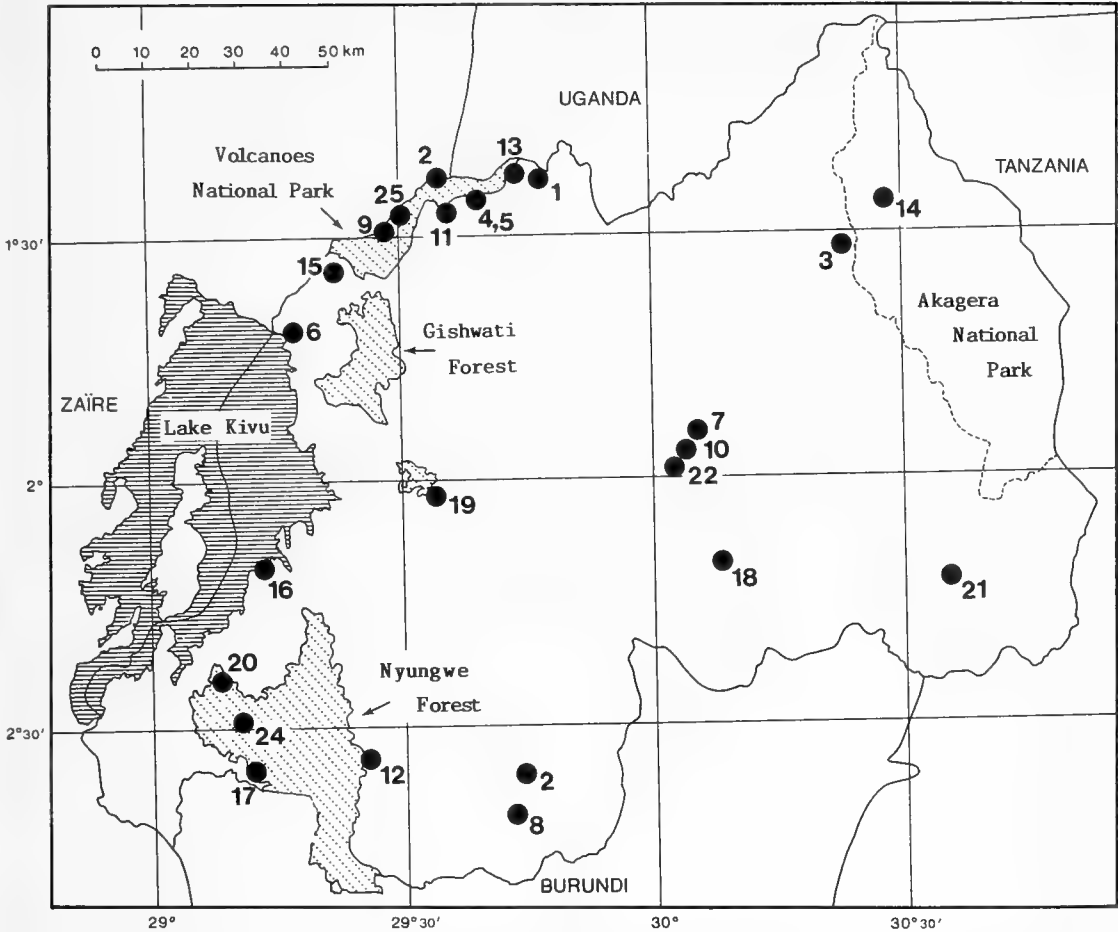 0 10 20 30 40 50 km
UGANDA
Volcanoes
National Park
2
13
1
25
4,5
9
11
14
TANZANIA
1°30'
15
3
6
Gishwati
Forest
Akagera
National
Park
ZAÏRE
Lake Kivu
7
10
22
2°
19
16
18
21
20
Nyungwe
Forest
24
2°30'
12
17
2
8
BURUNDI
29°
29°30'
30°
30°30'